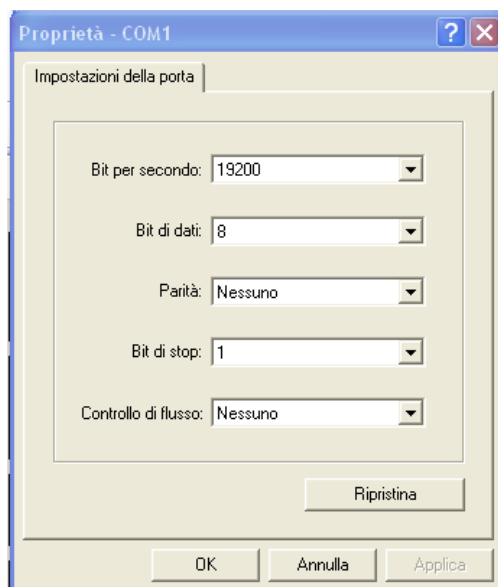 Proprietà - COM1
Impostazioni della porta
Bit per secondo: 19200
Bit di dati: 8
Parità: Nessuno
Bit di stop: 1
Controllo di flusso: Nessuno
Ripristina
OK Annulla Applica